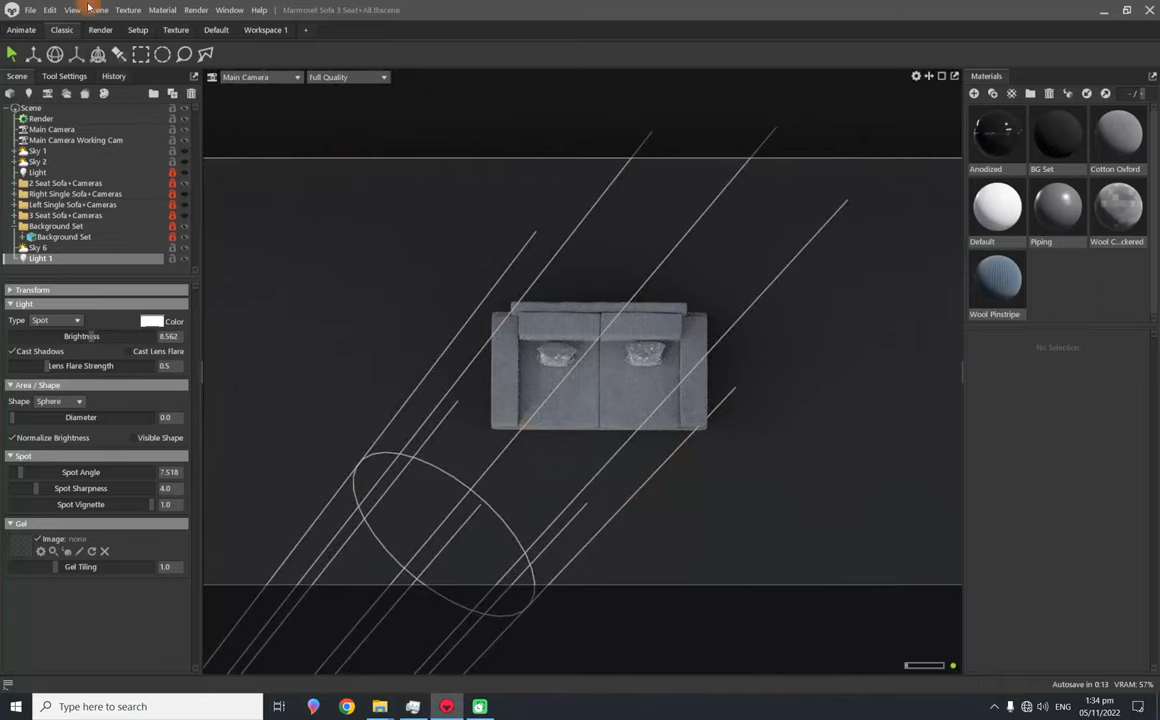 File Edit View Scene Texture Material Render Window Help Marmoset Sofa 3 Seat+All.tbscene
Animate Classic Render Setup Texture Default Workspace 1 +
Scene Tool Settings History
Main Camera Full Quality
Materials
-/
Scene
Render
Main Camera
Main Camera Working Cam
Sky 1
Sky 2
Light
2 Seat Sofa+Cameras
Right Single Sofa+Cameras
Left Single Sofa+Cameras
3 Seat Sofa+Cameras
Background Set
Background Set
Sky 6
Light 1
Transform
Light
Type Spot Color
Brightness 8.562
Cast Shadows Cast Lens Flare
Lens Flare Strength 0.5
Area / Shape
Shape Sphere
Diameter 0.0
Normalize Brightness Visible Shape
Spot
Spot Angle 7.518
Spot Sharpness 4.0
Spot Vignette 1.0
Gel
Image: none
Gel Tiling 1.0
Anodized BG Set Cotton Oxford
Default Piping Wool C...ckered
Wool Pinstripe
No Selection
Autosave in 0:13 VRAM: 57%
Type here to search
ENG
1:34 pm
05/11/2022